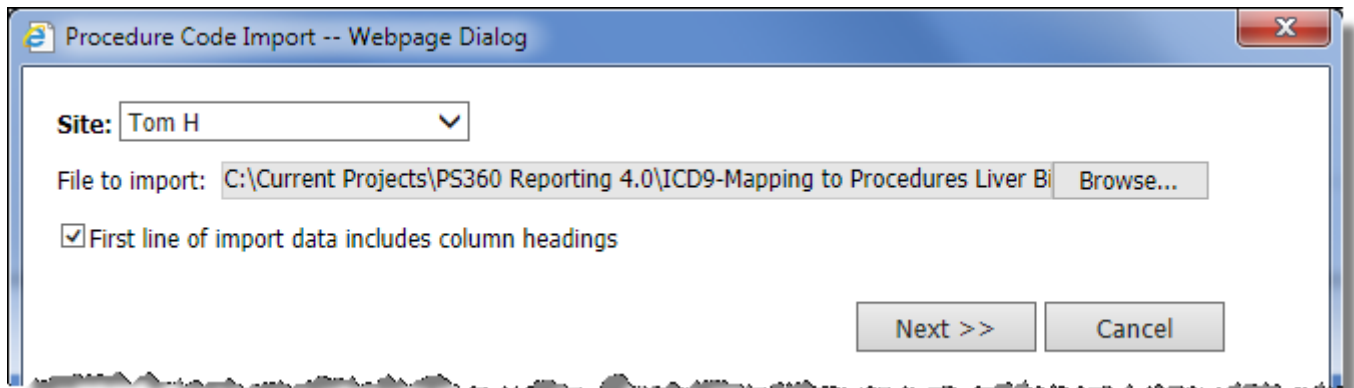 Procedure Code Import -- Webpage Dialog
Site: Tom H
File to import: C:\Current Projects\PS360 Reporting 4.0\ICD9-Mapping to Procedures Liver Bi Browse...
First line of import data includes column headings
Next >> Cancel